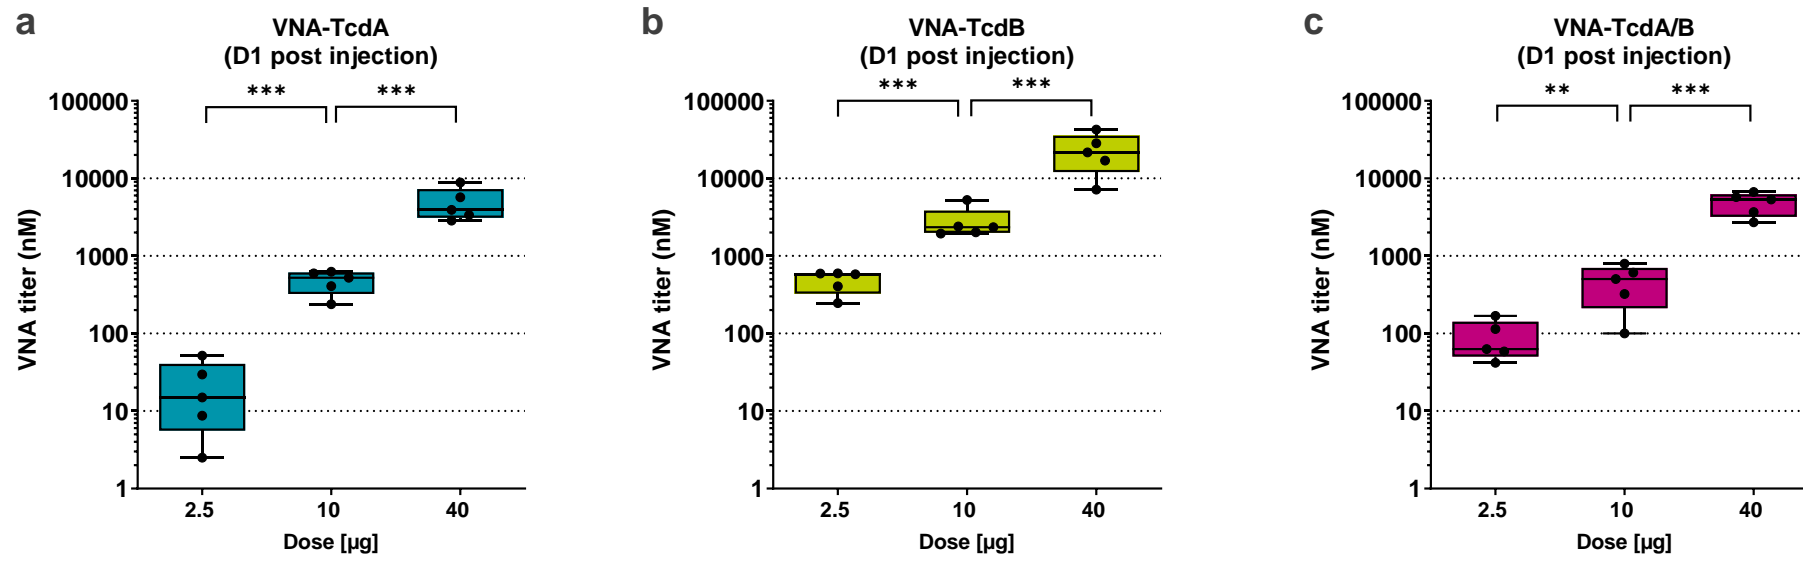 a
VNA-TcdA
(D1 post injection)
*** ***
100000
10000
1000
100
10
1
VNA titer (nM)
2.5 10 40
Dose [µg]
b
VNA-TcdB
(D1 post injection)
*** ***
100000
10000
1000
100
10
1
VNA titer (nM)
2.5 10 40
Dose [µg]
c
VNA-TcdA/B
(D1 post injection)
** ***
100000
10000
1000
100
10
1
VNA titer (nM)
2.5 10 40
Dose [µg]